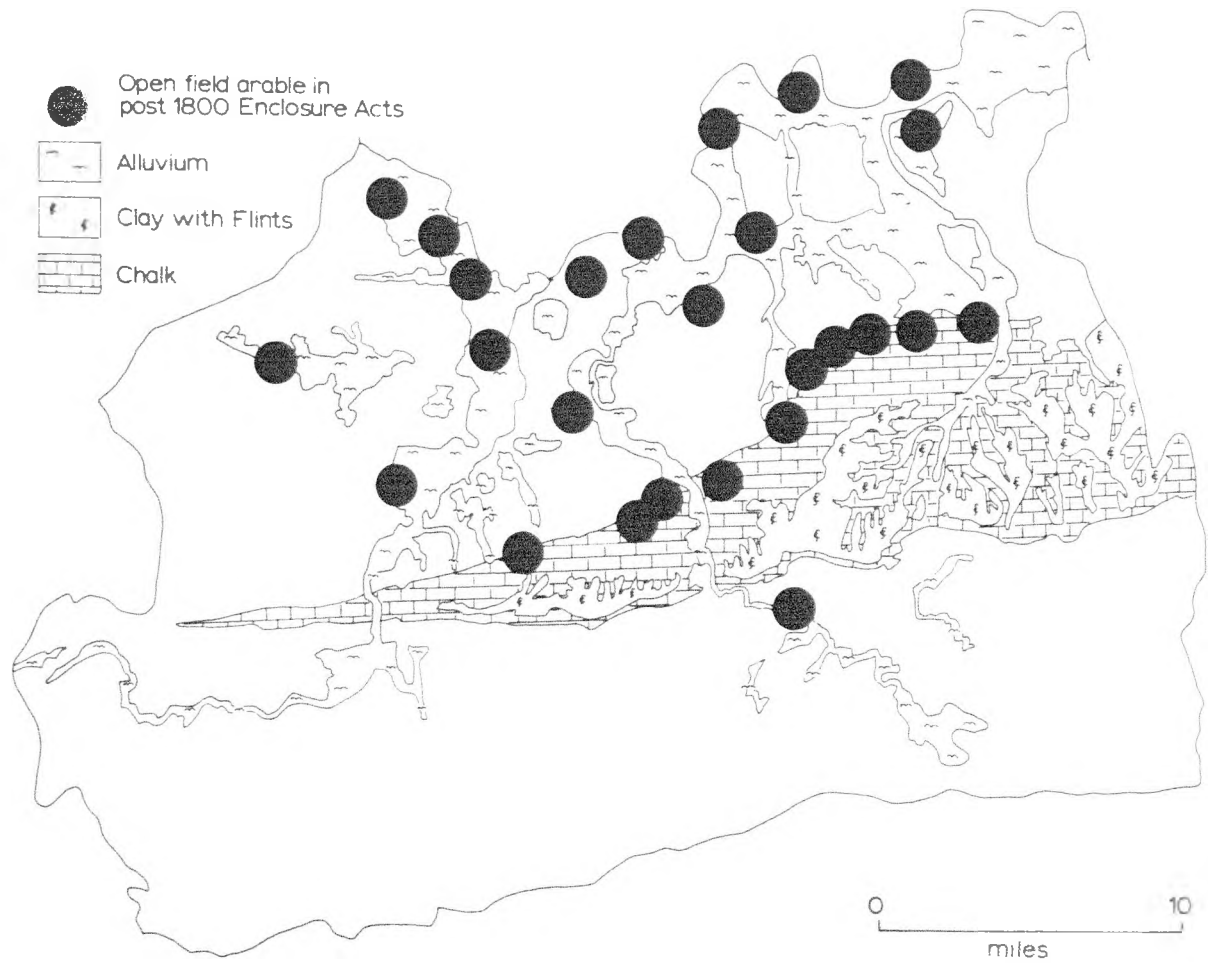 Open field arable in
post 1800 Enclosure Acts
Alluvium
Clay with Flints
Chalk
0 10
miles